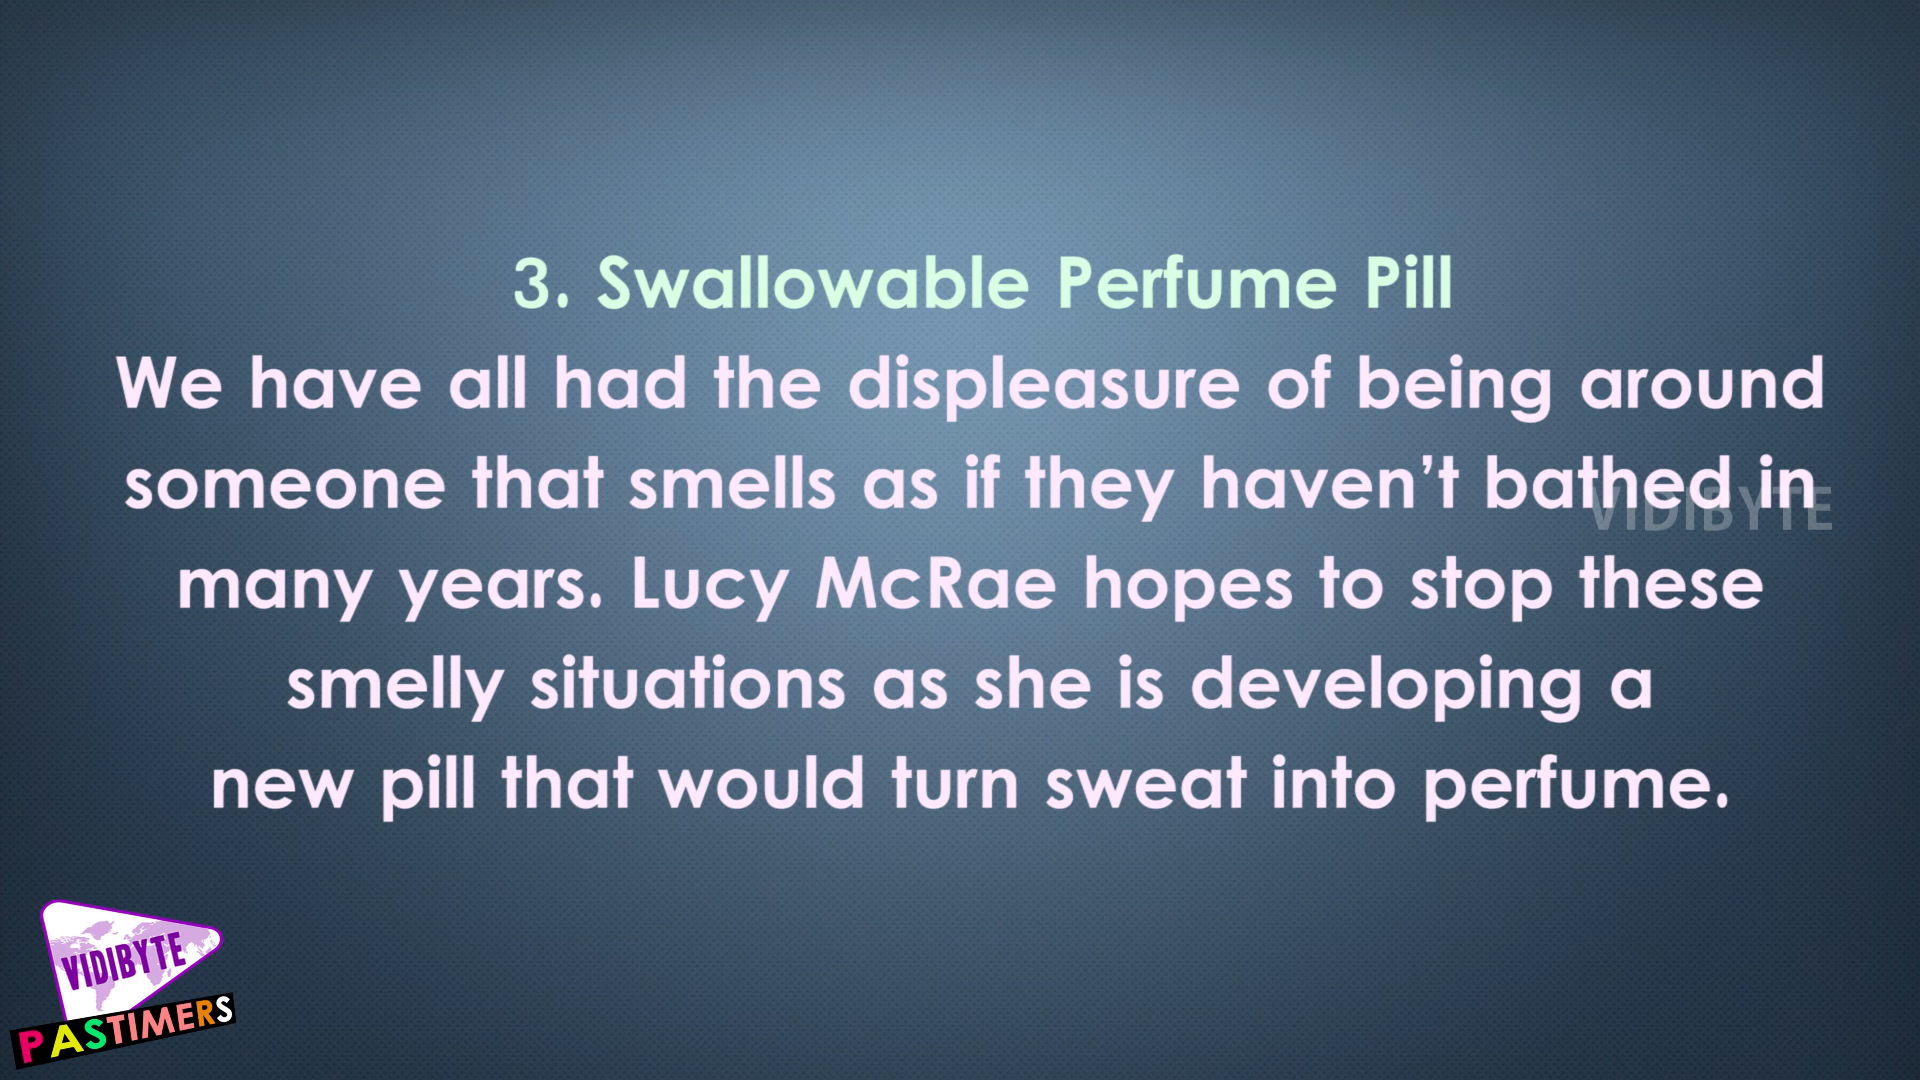 3. Swallowable Perfume Pill
We have all had the displeasure of being around
someone that smells as if they haven’t bathed in
VIDIBYTE
many years. Lucy McRae hopes to stop these
smelly situations as she is developing a
new pill that would turn sweat into perfume.
VIDIBYTE
PASTIMERS